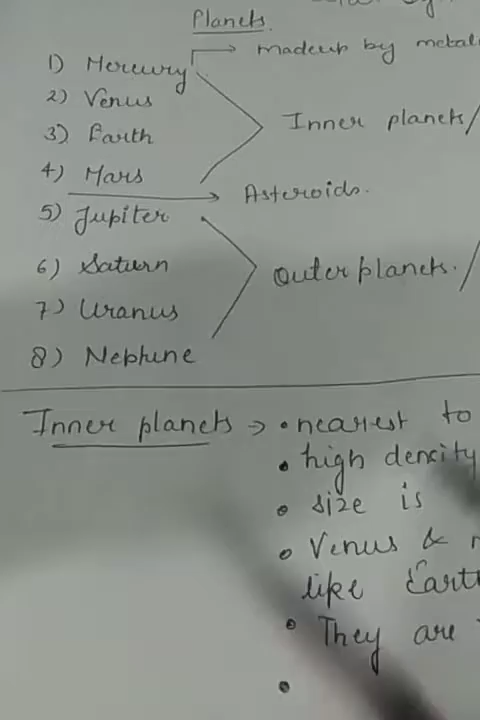 Planets.
→ Madeup by metal
1) Mercury
2) Venus
Inner planets/
3) Earth
4) Mars
→ Asteroids.
5) Jupiter
6) Saturn
Outer planets./
7) Uranus
8) Neptune
Inner planets → • nearest to
• high density
• size is
• Venus &
like Earth
• They are
•